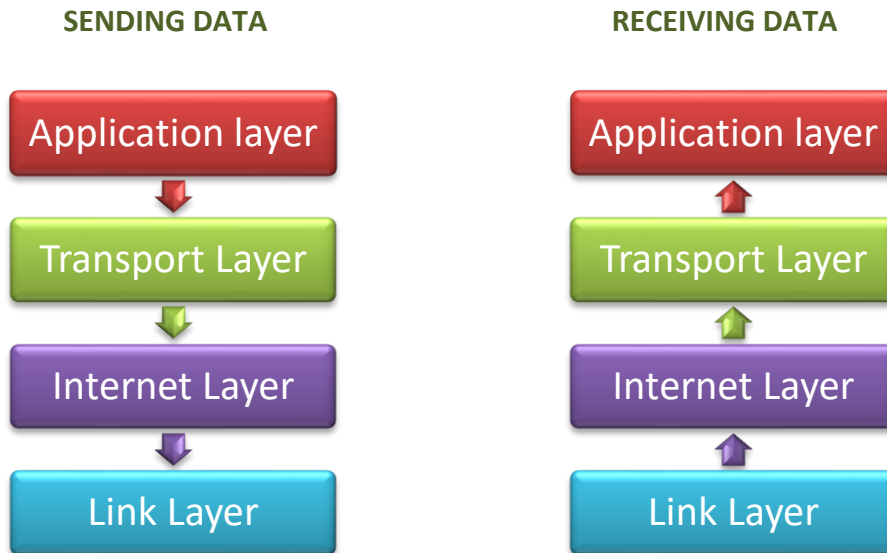 SENDING DATA
RECEIVING DATA
Application layer
Application layer
Transport Layer
Transport Layer
Internet Layer
Internet Layer
Link Layer
Link Layer